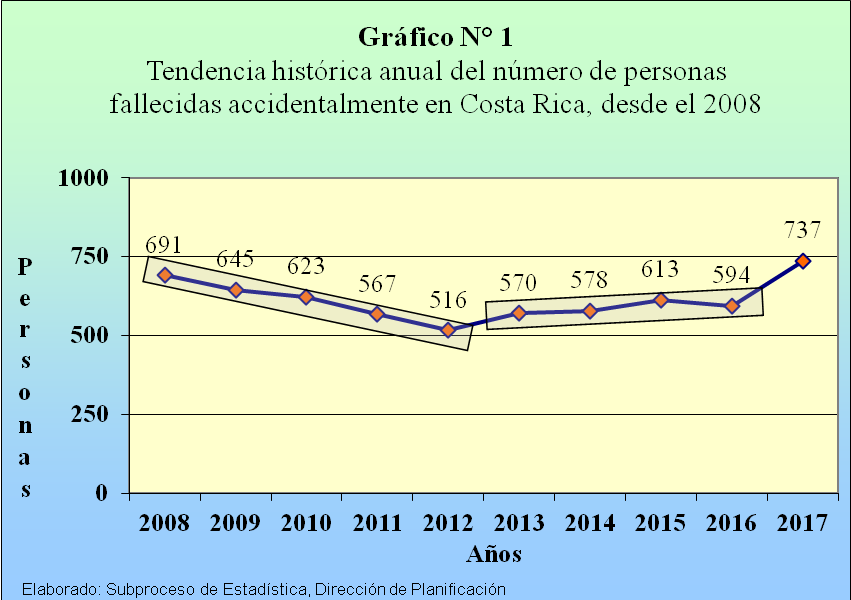 Gráfico N° 1
Tendencia histórica anual del número de personas
fallecidas accidentalmente en Costa Rica, desde el 2008
Personas
1000
750
500
250
0
691
645
623
567
516
570
578
613
594
737
2008 2009 2010 2011 2012 2013 2014 2015 2016 2017
Años
Elaborado: Subproceso de Estadística, Dirección de Planificación